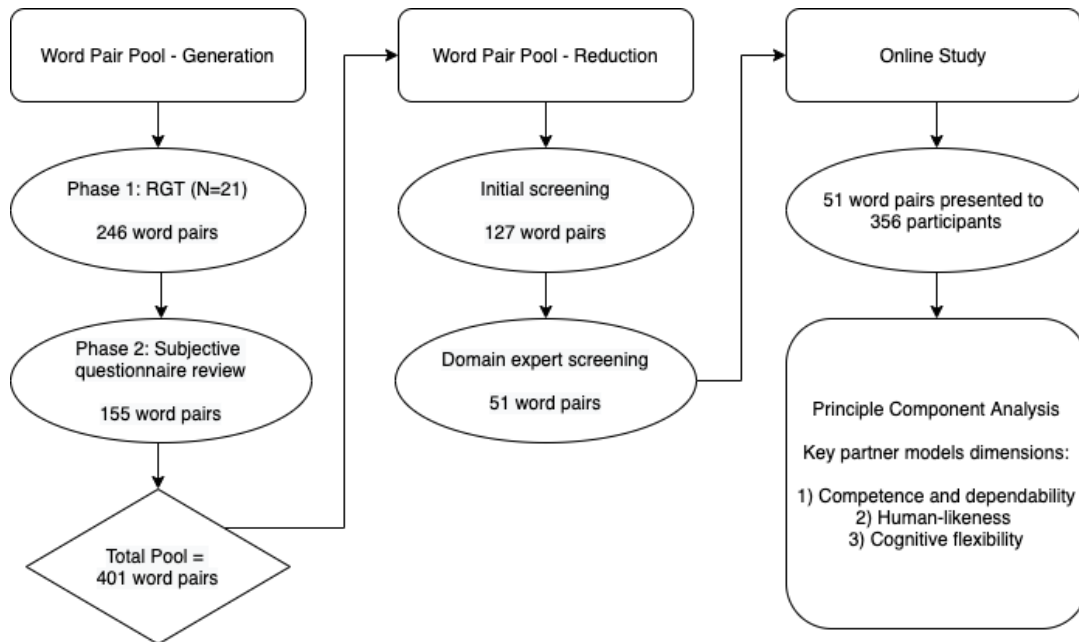 Word Pair Pool - Generation
Phase 1: RGT (N=21)
246 word pairs
Phase 2: Subjective
questionnaire review
155 word pairs
Total Pool =
401 word pairs
Word Pair Pool - Reduction
Initial screening
127 word pairs
Domain expert screening
51 word pairs
Online Study
51 word pairs presented to
356 participants
Principle Component Analysis
Key partner models dimensions:
1) Competence and dependability
2) Human-likeness
3) Cognitive flexibility